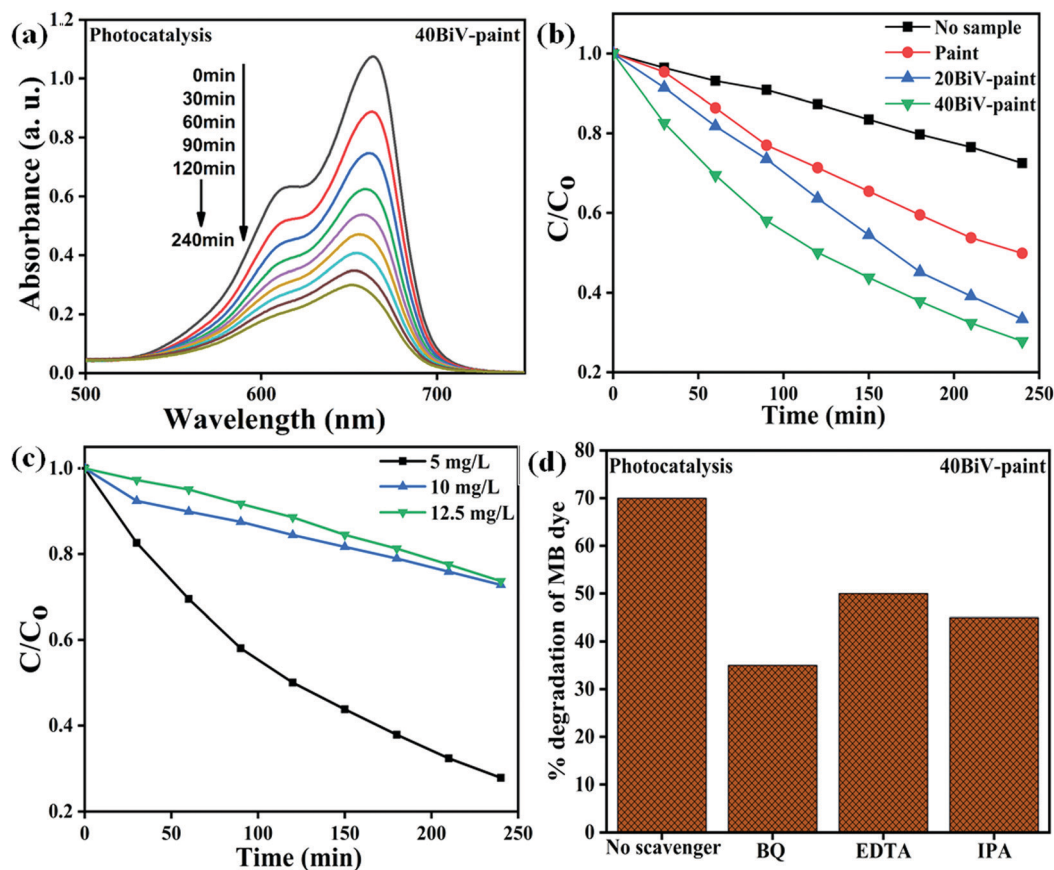 (a)
Photocatalysis 40BiV-paint
0min
30min
60min
90min
120min
240min
1.2
1.0
0.8
0.6
0.4
0.2
0.0
Absorbance (a. u.)
500 600 700
Wavelength (nm)
(b)
No sample
Paint
20BiV-paint
40BiV-paint
1.0
0.8
0.6
0.4
0.2
C/Co
0 50 100 150 200 250
Time (min)
(c)
5 mg/L
10 mg/L
12.5 mg/L
1.0
0.8
0.6
0.4
0.2
C/Co
0 50 100 150 200 250
Time (min)
(d)
Photocatalysis 40BiV-paint
80
70
60
50
40
30
20
10
0
% degradation of MB dye
No scavenger BQ EDTA IPA